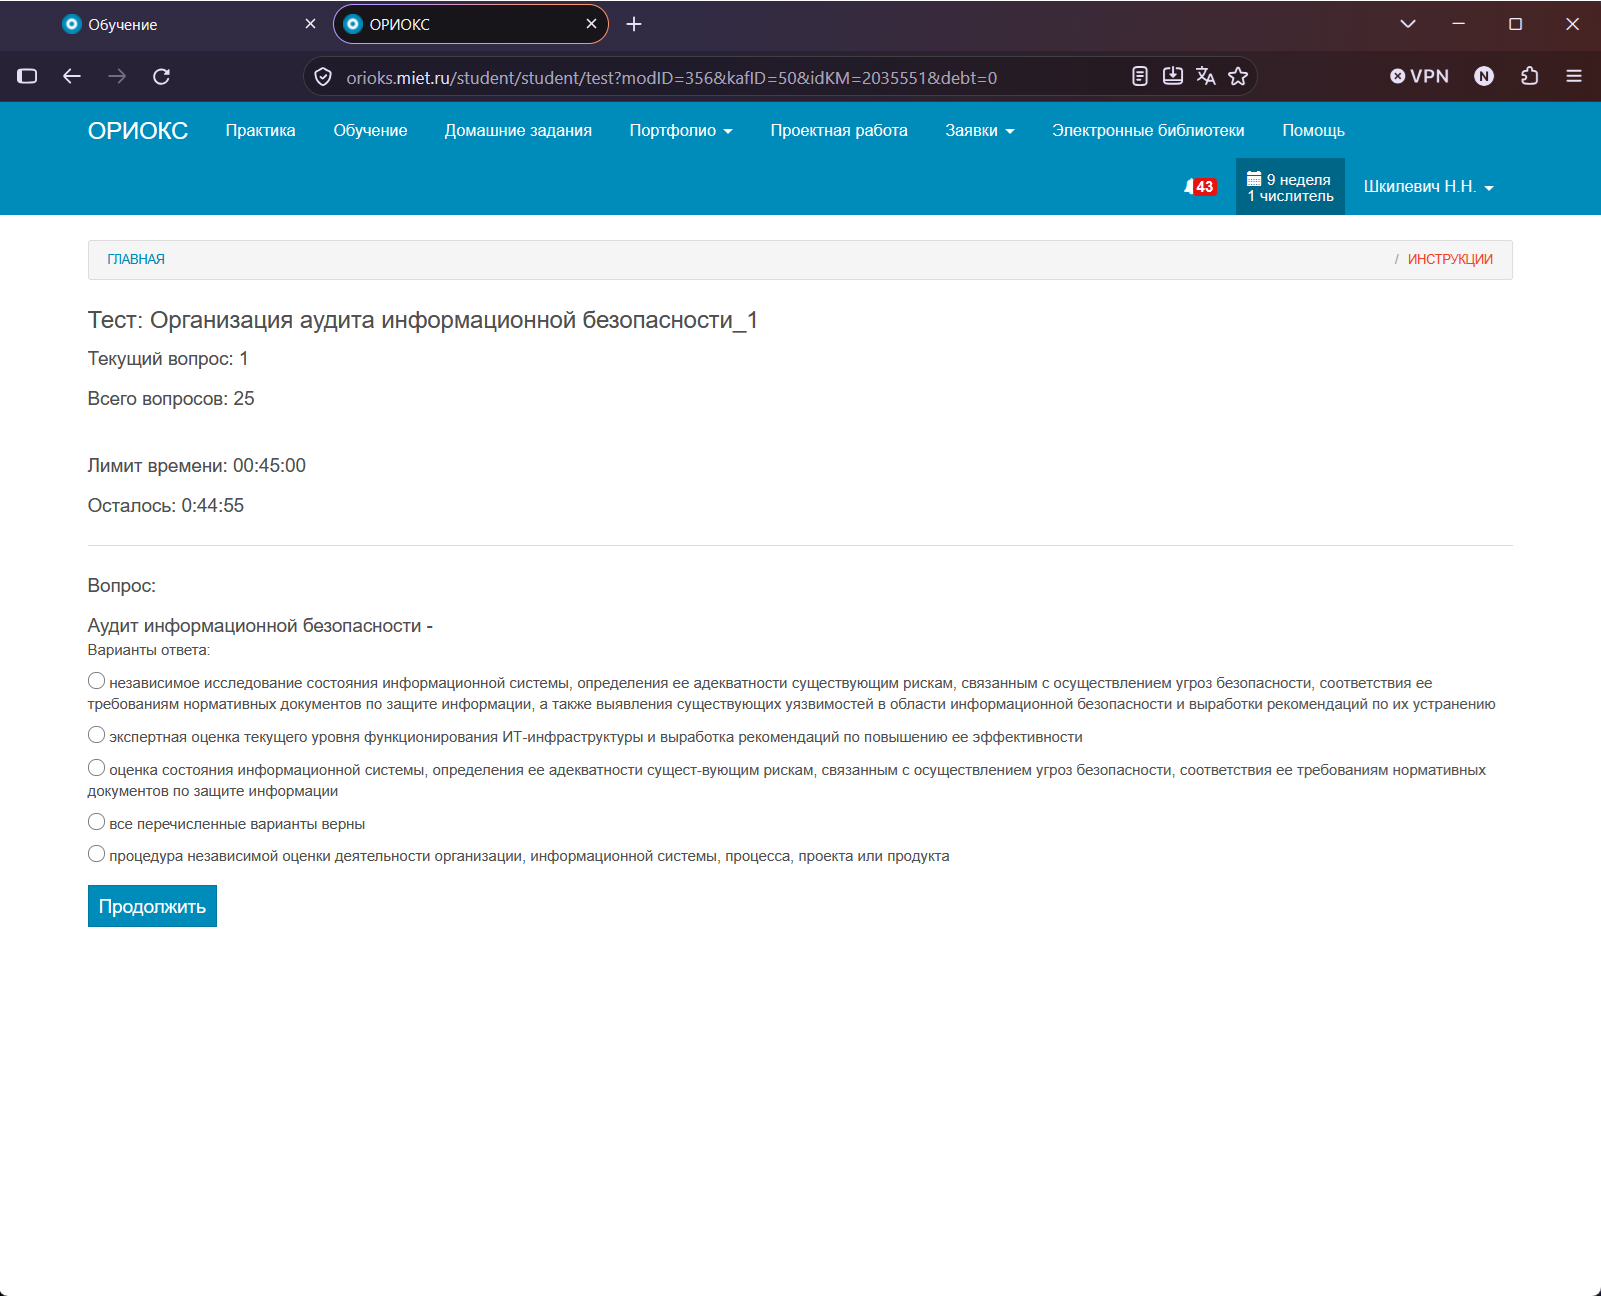 Обучение
ОРИОКС
orioks.miet.ru/student/student/test?modID=356&kafID=50&idKM=2035551&debt=0
VPN
N
ОРИОКС Практика Обучение Домашние задания Портфолио Проектная работа Заявки Электронные библиотеки Помощь
43
9 неделя
1 числитель
Шкилевич Н.Н.
ГЛАВНАЯ
/ ИНСТРУКЦИИ
Тест: Организация аудита информационной безопасности_1
Текущий вопрос: 1
Всего вопросов: 25
Лимит времени: 00:45:00
Осталось: 0:44:55
Вопрос:
Аудит информационной безопасности -
Варианты ответа:
независимое исследование состояния информационной системы, определения ее адекватности существующим рискам, связанным с осуществлением угроз безопасности, соответствия ее
требованиям нормативных документов по защите информации, а также выявления существующих уязвимостей в области информационной безопасности и выработки рекомендаций по их устранению
экспертная оценка текущего уровня функционирования ИТ-инфраструктуры и выработка рекомендаций по повышению ее эффективности
оценка состояния информационной системы, определения ее адекватности сущест-вующим рискам, связанным с осуществлением угроз безопасности, соответствия ее требованиям нормативных
документов по защите информации
все перечисленные варианты верны
процедура независимой оценки деятельности организации, информационной системы, процесса, проекта или продукта
Продолжить